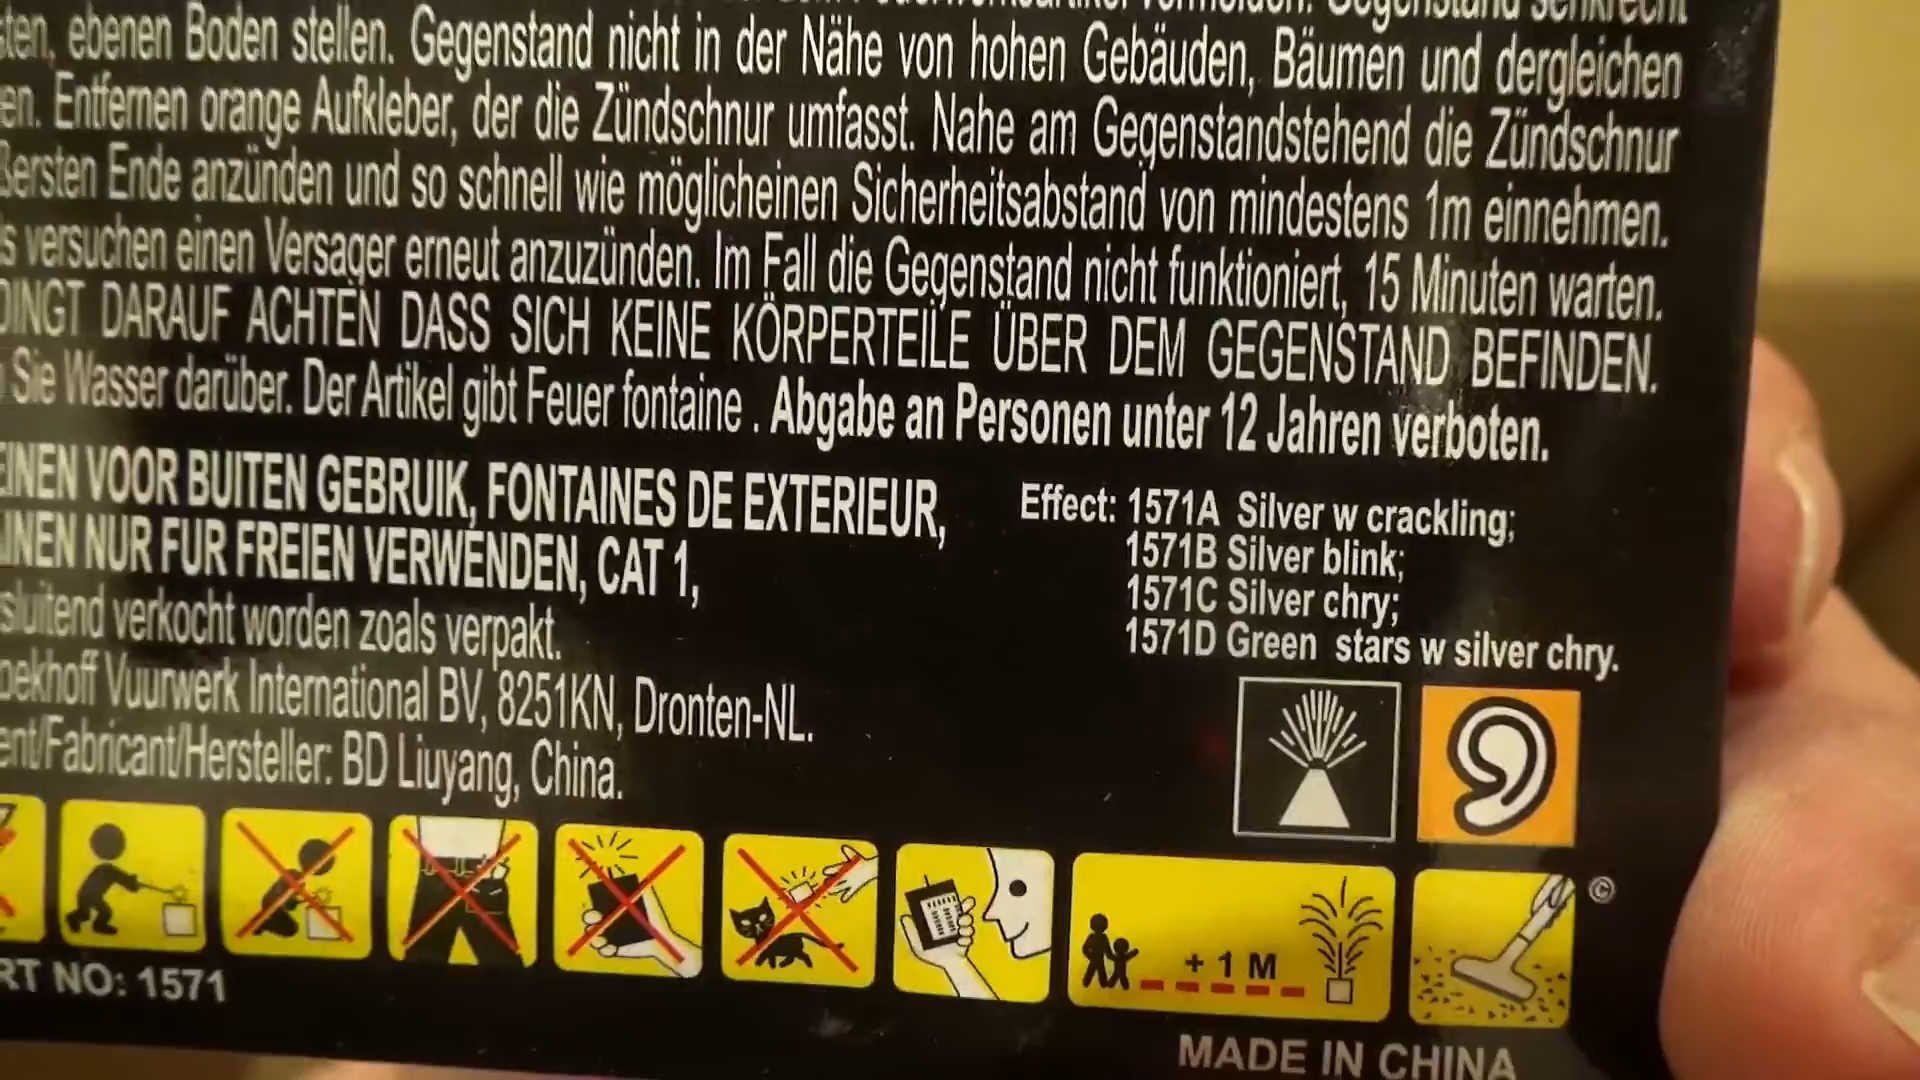 Gegenstand senkrecht
ebenen Boden stellen. Gegenstand nicht in der Nähe von hohen Gebäuden, Bäumen und dergleichen
Entfernen orange Aufkleber, der die Zündschnur umfasst. Nahe am Gegenstandstehend die Zündschnur
ßersten Ende anzünden und so schnell wie möglicheinen Sicherheitsabstand von mindestens 1m einnehmen.
versuchen einen Versager erneut anzuzünden. Im Fall die Gegenstand nicht funktioniert, 15 Minuten warten.
DINGT DARAUF ACHTEN DASS SICH KEINE KÖRPERTEILE ÜBER DEM GEGENSTAND BEFINDEN.
Sie Wasser darüber. Der Artikel gibt Feuer fontaine . Abgabe an Personen unter 12 Jahren verboten.
EINEN VOOR BUITEN GEBRUIK, FONTAINES DE EXTERIEUR,
INEN NUR FUR FREIEN VERWENDEN, CAT 1,
sluitend verkocht worden zoals verpakt.
oekhoff Vuurwerk International BV, 8251KN, Dronten-NL.
ent/Fabricant/Hersteller: BD Liuyang, China.
Effect: 1571A Silver w crackling;
1571B Silver blink;
1571C Silver chry;
1571D Green stars w silver chry.
+ 1 M
©
RT NO: 1571
MADE IN CHINA